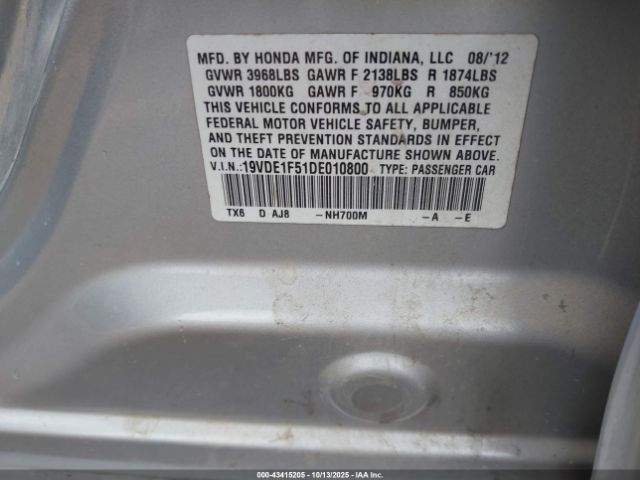 MFD. BY HONDA MFG. OF INDIANA, LLC 08/'12
GVWR 3968LBS GAWR F 2138LBS R 1874LBS
GVWR 1800KG GAWR F 970KG R 850KG
THIS VEHICLE CONFORMS TO ALL APPLICABLE
FEDERAL MOTOR VEHICLE SAFETY, BUMPER,
AND THEFT PREVENTION STANDARDS IN EFFECT
ON THE DATE OF MANUFACTURE SHOWN ABOVE.
V.I.N.:19VDE1F51DE010800 TYPE: PASSENGER CAR
TX6 D AJ8 -NH700M -A -E
000-43415205 10/13/2025 © IAA, Inc.